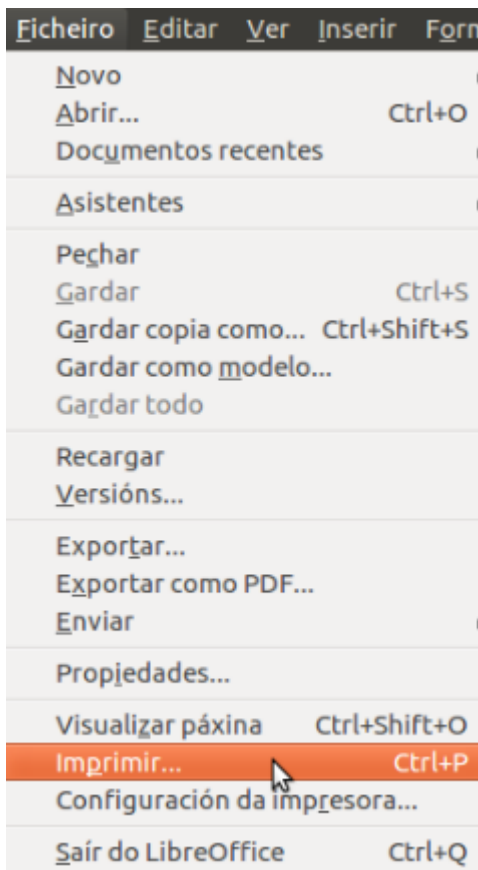 Ficheiro Editar Ver Inserir
Novo
Abrir... Ctrl+O
Documentos recentes
Asistentes
Pechar
Gardar Ctrl+S
Gardar copia como... Ctrl+Shift+S
Gardar como modelo...
Gardar todo
Recargar
Versións...
Exportar...
Exportar como PDF...
Enviar
Propiedades...
Visualizar páxina Ctrl+Shift+O
Imprimir... Ctrl+P
Configuración da impresora...
Saír do LibreOffice Ctrl+Q